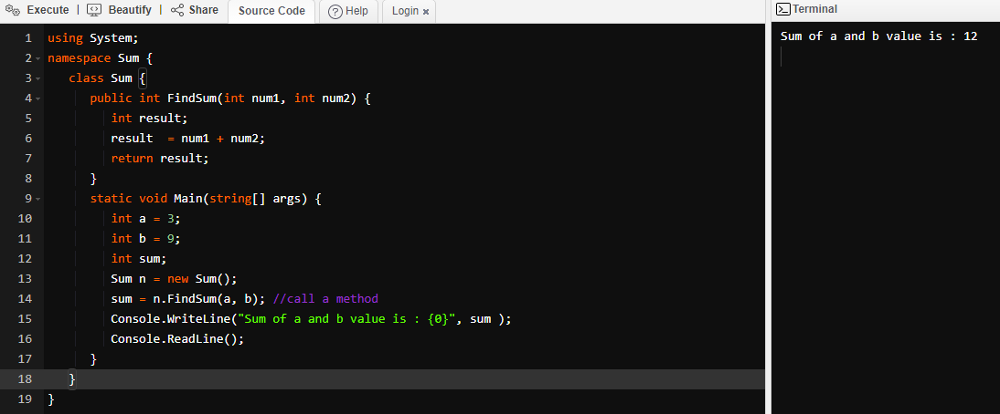 Execute | Beautify | Share Source Code Help Login ×
Terminal
1 using System;
2 namespace Sum {
3 class Sum {
4 public int FindSum(int num1, int num2) {
5 int result;
6 result  = num1 + num2;
7 return result;
8 }
9 static void Main(string[] args) {
10 int a = 3;
11 int b = 9;
12 int sum;
13 Sum n = new Sum();
14 sum = n.FindSum(a, b); //call a method
15 Console.WriteLine("Sum of a and b value is : {0}", sum );
16 Console.ReadLine();
17 }
18 }
19 }
Sum of a and b value is : 12